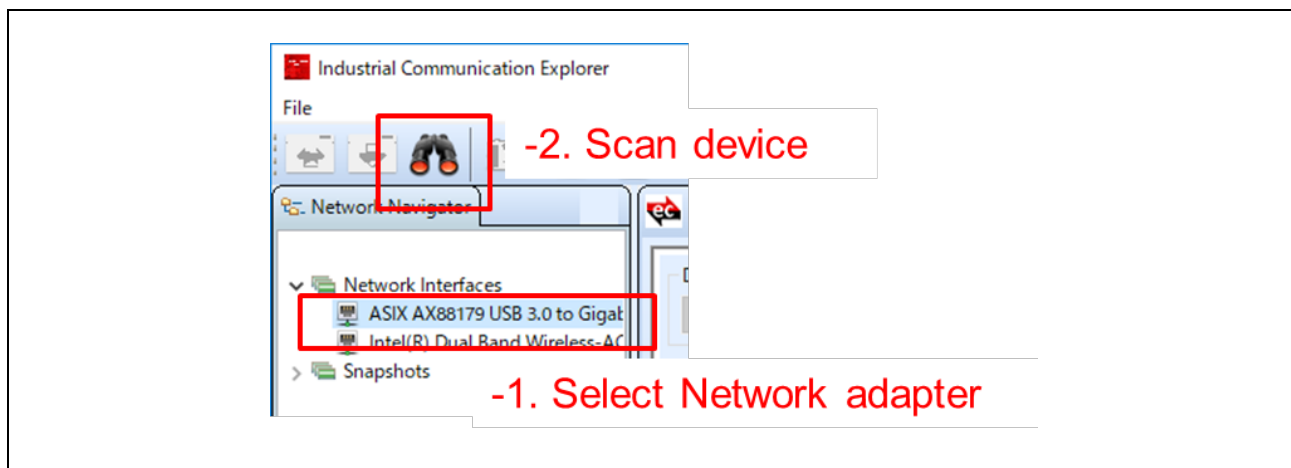 Industrial Communication Explorer
File
-2. Scan device
Network Navigator
ec
Network Interfaces
ASIX AX88179 USB 3.0 to Gigab
Intel(R) Dual Band Wireless-AC
Snapshots
-1. Select Network adapter